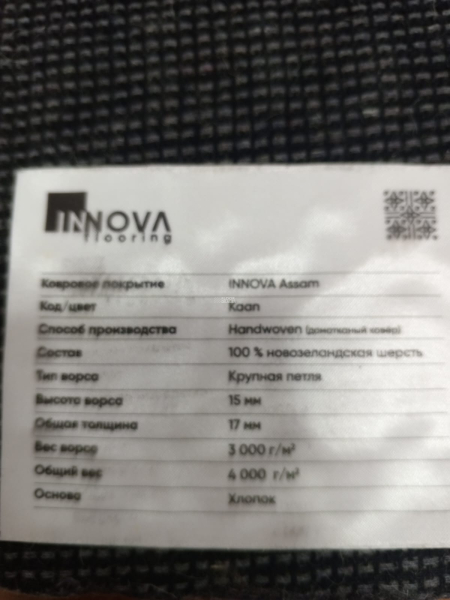 INNOVA
flooring
Ковровое покрытие INNOVA Assam
Код/цвет Kaan
Способ производства Handwoven (домотканый ковёр)
Состав 100 % новозеландская шерсть
Тип ворса Крупная петля
Высота ворса 15 мм
Общая толщина 17 мм
Вес ворса 3 000 г/м²
Общий вес 4 000 г/м²
Основа Хлопок